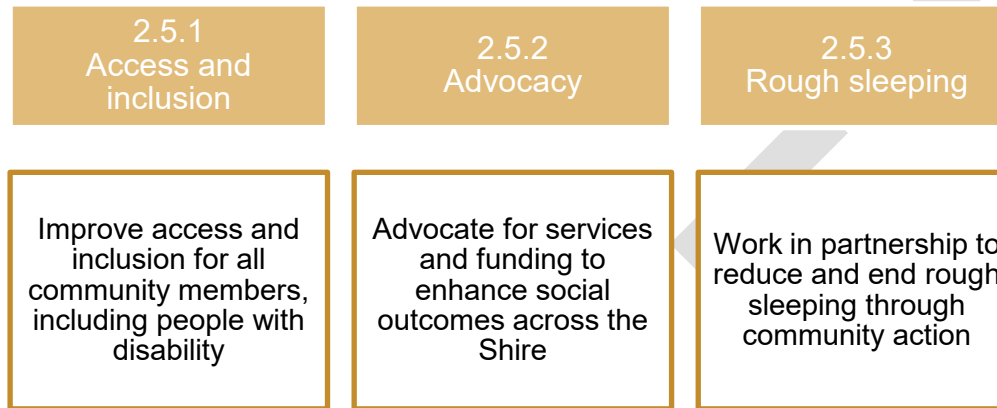 2.5.1
Access and
inclusion
2.5.2
Advocacy
2.5.3
Rough sleeping
Improve access and
inclusion for all
community members,
including people with
disability
Advocate for services
and funding to
enhance social
outcomes across the
Shire
Work in partnership to
reduce and end rough
sleeping through
community action